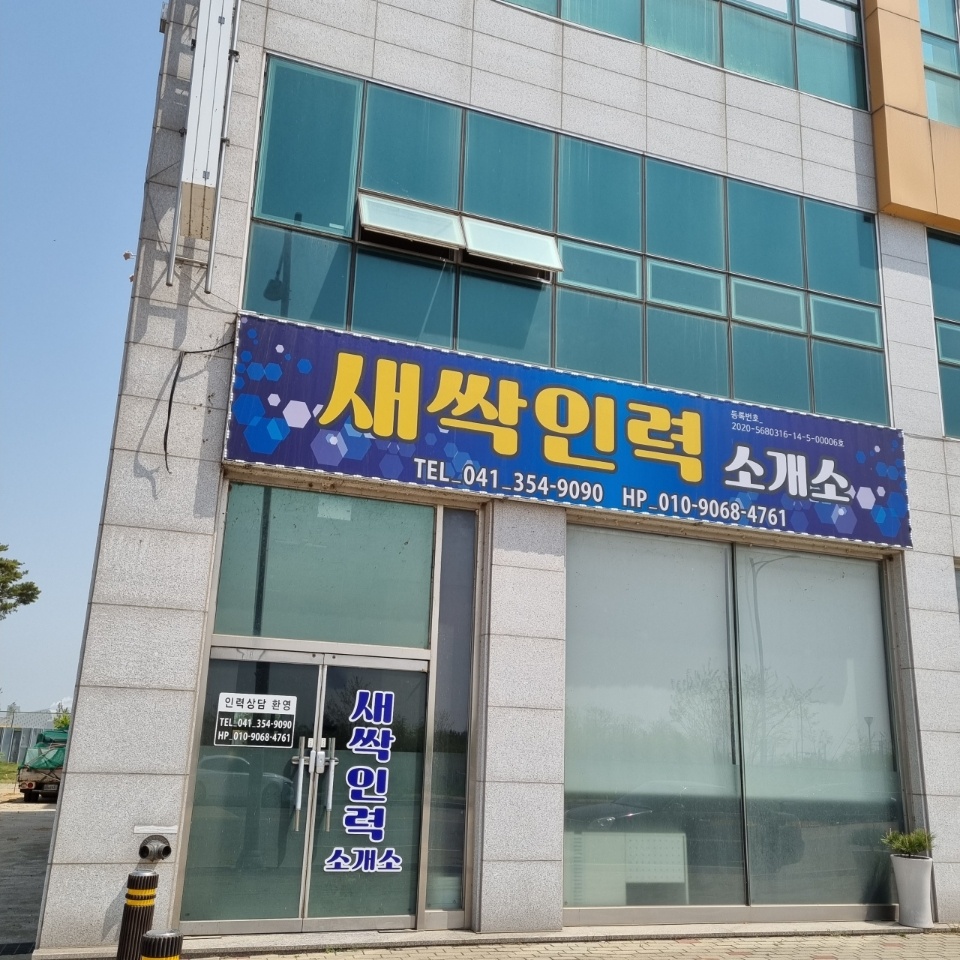 새싹인력
등록번호_
2020-5680316-14-5-00006호
소개소
TEL_041_354-9090 HP_010-9068-4761
인력상담 환영
TEL_041_354-9090
HP_010-9068-4761
새싹인력
소개소